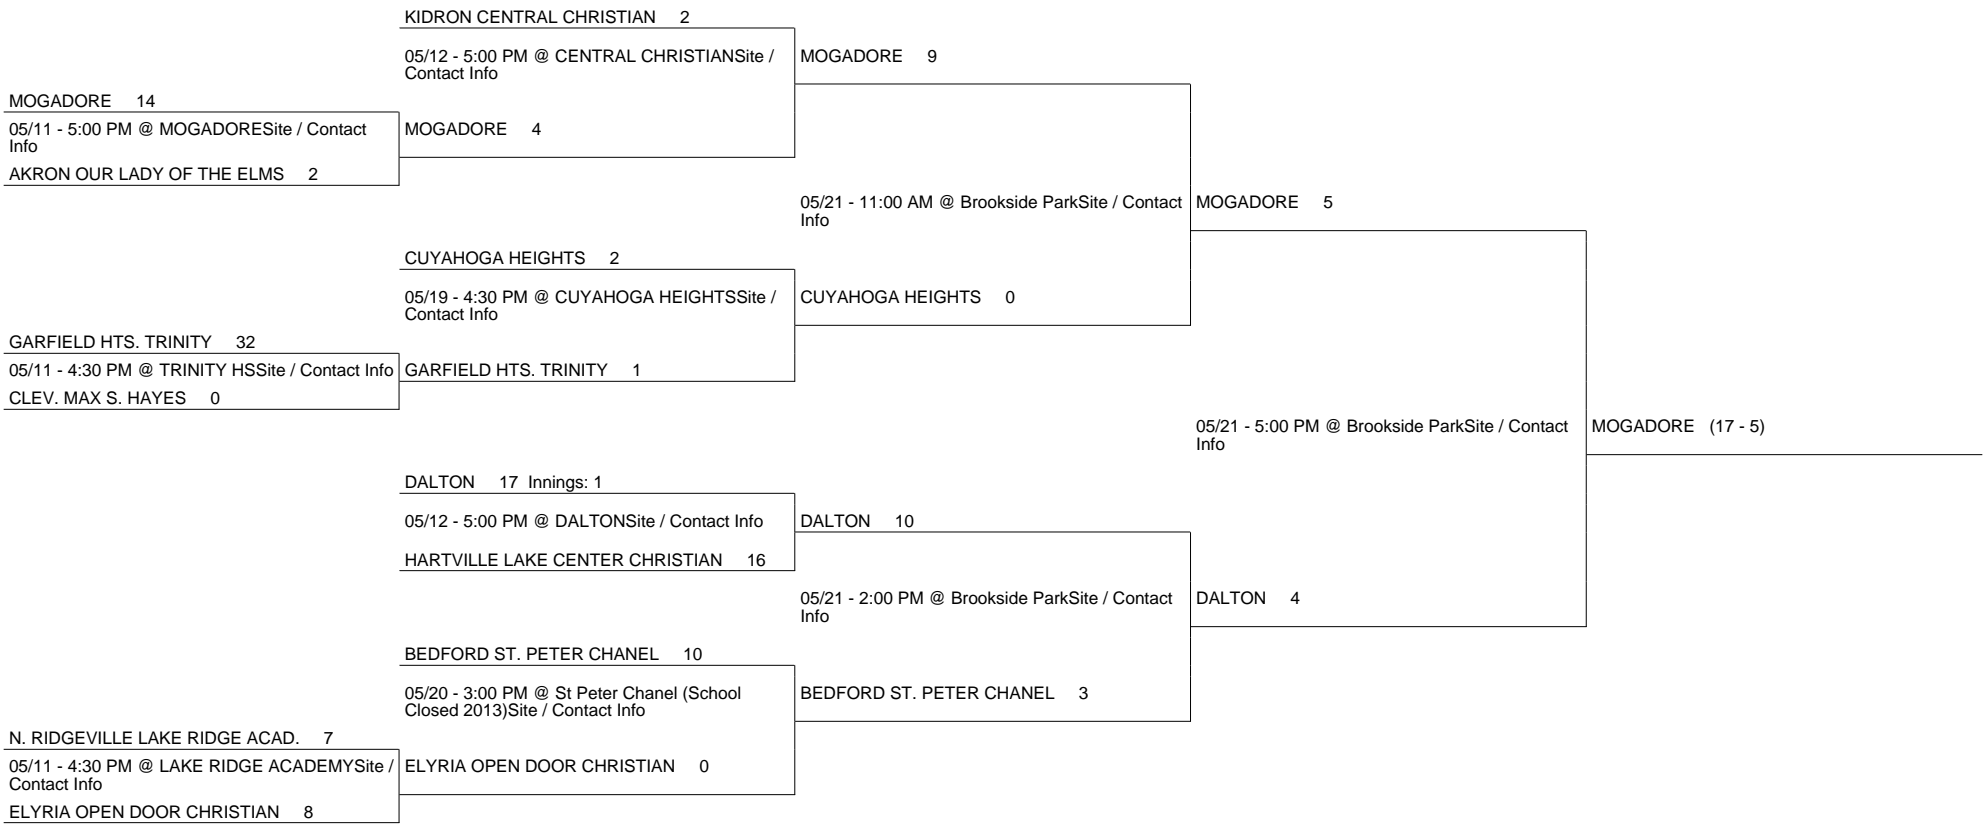 KIDRON CENTRAL CHRISTIAN 2
05/12 - 5:00 PM @ CENTRAL CHRISTIANSite /
Contact Info
MOGADORE 9
MOGADORE 14
05/11 - 5:00 PM @ MOGADORESite / Contact
Info
MOGADORE 4
AKRON OUR LADY OF THE ELMS 2
05/21 - 11:00 AM @ Brookside ParkSite / Contact
Info
MOGADORE 5
CUYAHOGA HEIGHTS 2
05/19 - 4:30 PM @ CUYAHOGA HEIGHTSSite /
Contact Info
CUYAHOGA HEIGHTS 0
GARFIELD HTS. TRINITY 32
05/11 - 4:30 PM @ TRINITY HSSite / Contact Info
GARFIELD HTS. TRINITY 1
CLEV. MAX S. HAYES 0
05/21 - 5:00 PM @ Brookside ParkSite / Contact
Info
MOGADORE (17 - 5)
DALTON 17 Innings: 1
05/12 - 5:00 PM @ DALTONSite / Contact Info
DALTON 10
HARTVILLE LAKE CENTER CHRISTIAN 16
05/21 - 2:00 PM @ Brookside ParkSite / Contact
Info
DALTON 4
BEDFORD ST. PETER CHANEL 10
05/20 - 3:00 PM @ St Peter Chanel (School
Closed 2013)Site / Contact Info
BEDFORD ST. PETER CHANEL 3
N. RIDGEVILLE LAKE RIDGE ACAD. 7
05/11 - 4:30 PM @ LAKE RIDGE ACADEMYSite /
Contact Info
ELYRIA OPEN DOOR CHRISTIAN 0
ELYRIA OPEN DOOR CHRISTIAN 8